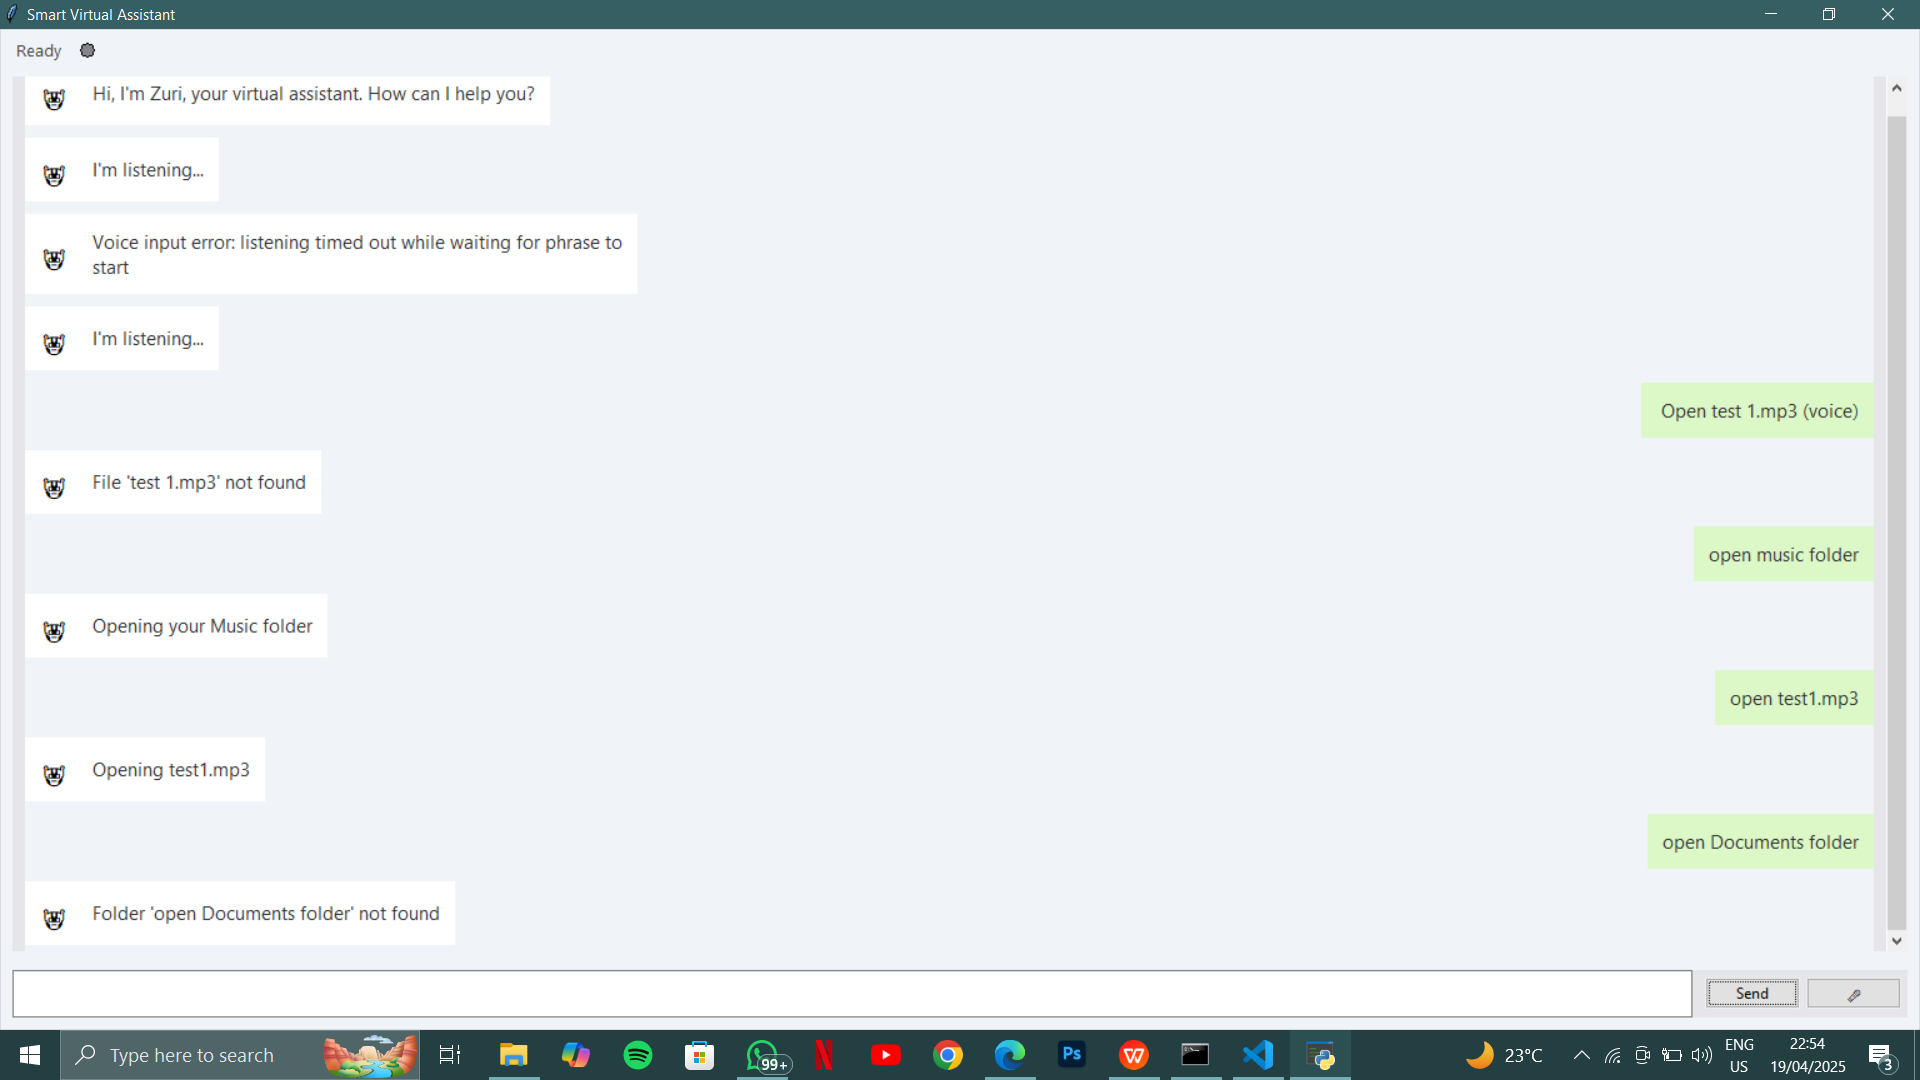 Smart Virtual Assistant
Ready
Hi, I'm Zuri, your virtual assistant. How can I help you?
I'm listening...
Voice input error: listening timed out while waiting for phrase to
start
I'm listening...
Open test 1.mp3 (voice)
File 'test 1.mp3' not found
open music folder
Opening your Music folder
open test1.mp3
Opening test1.mp3
open Documents folder
Folder 'open Documents folder' not found
Send
Type here to search
99+
N
Ps
W
23°C
ENG
US
22:54
19/04/2025
3